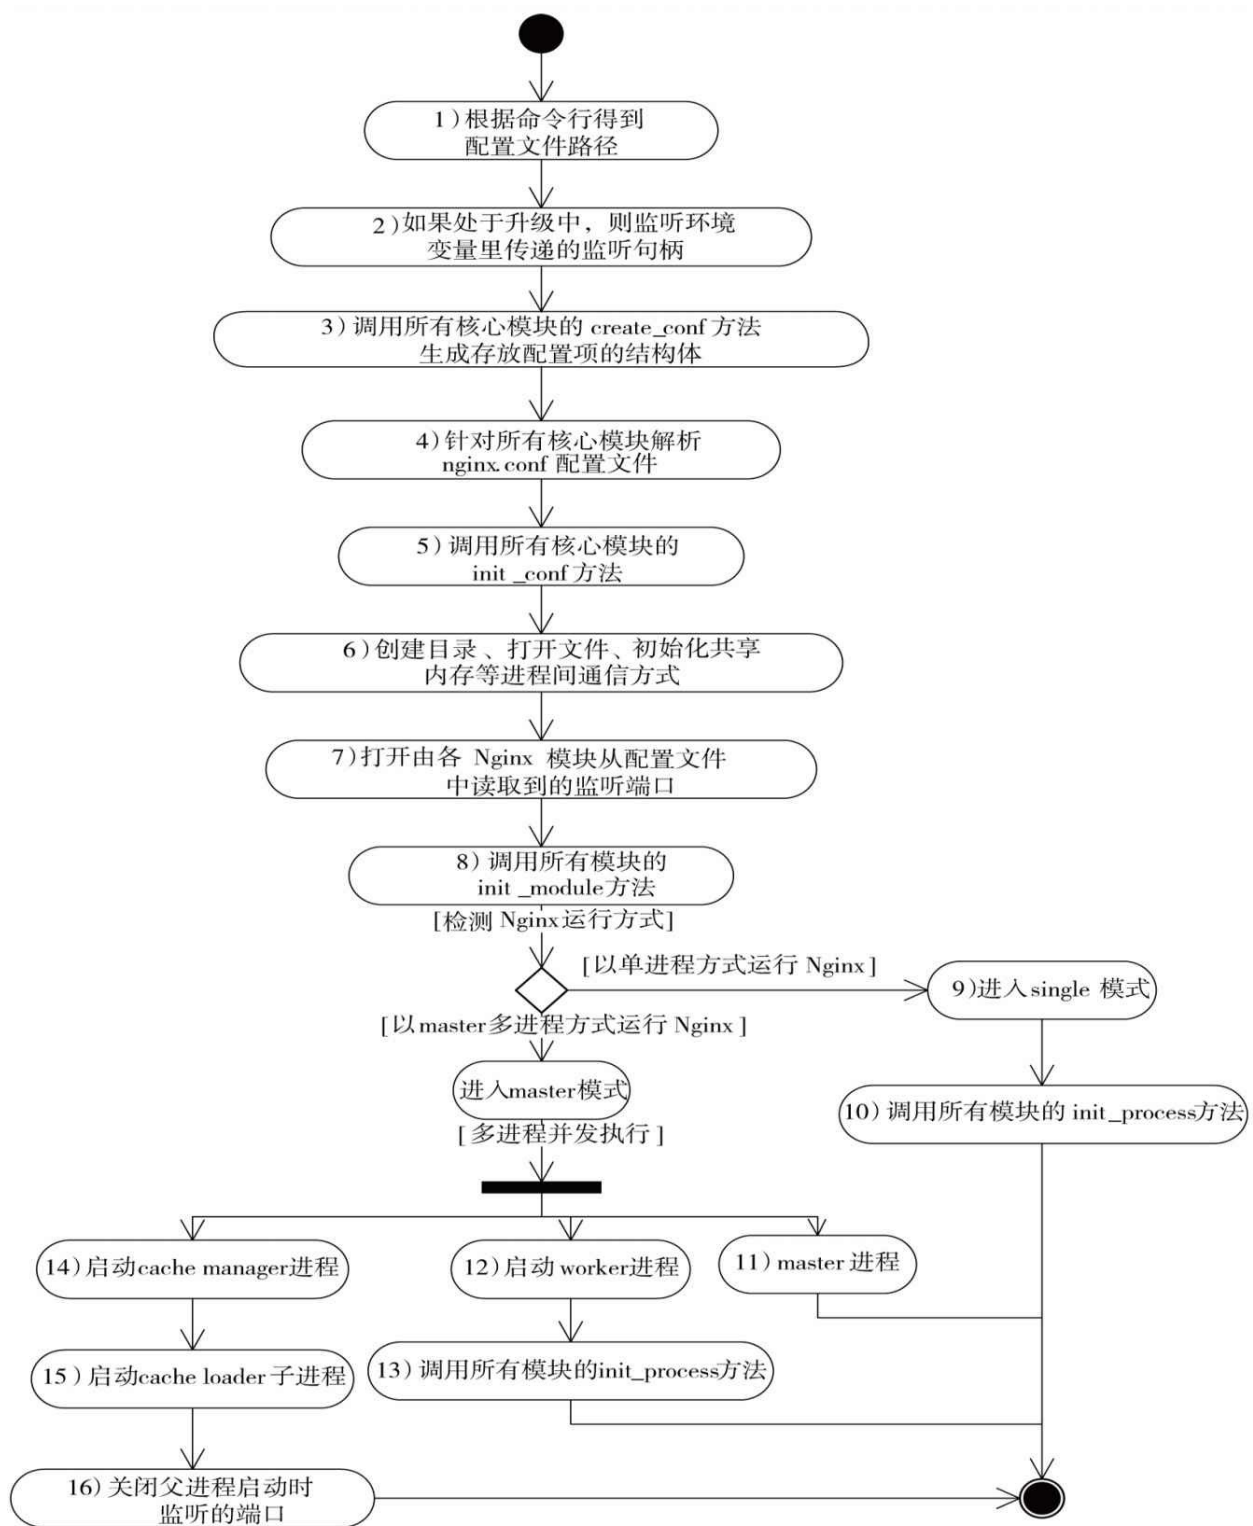 1)根据命令行得到
配置文件路径
2)如果处于升级中，则监听环境
变量里传递的监听句柄
3)调用所有核心模块的 create_conf 方法
生成存放配置项的结构体
4)针对所有核心模块解析
nginx.conf 配置文件
5)调用所有核心模块的
init _conf 方法
6)创建目录、打开文件、初始化共享
内存等进程间通信方式
7)打开由各 Nginx 模块从配置文件
中读取到的监听端口
8)调用所有模块的
init _module方法
[检测 Nginx运行方式]
[以单进程方式运行 Nginx]
9)进入single 模式
[以master多进程方式运行 Nginx]
进入master模式
10)调用所有模块的 init_process方法
[多进程并发执行]
14)启动cache manager进程
12)启动 worker进程
11)master 进程
15)启动cache loader 子进程
13)调用所有模块的init_process方法
16)关闭父进程启动时
监听的端口